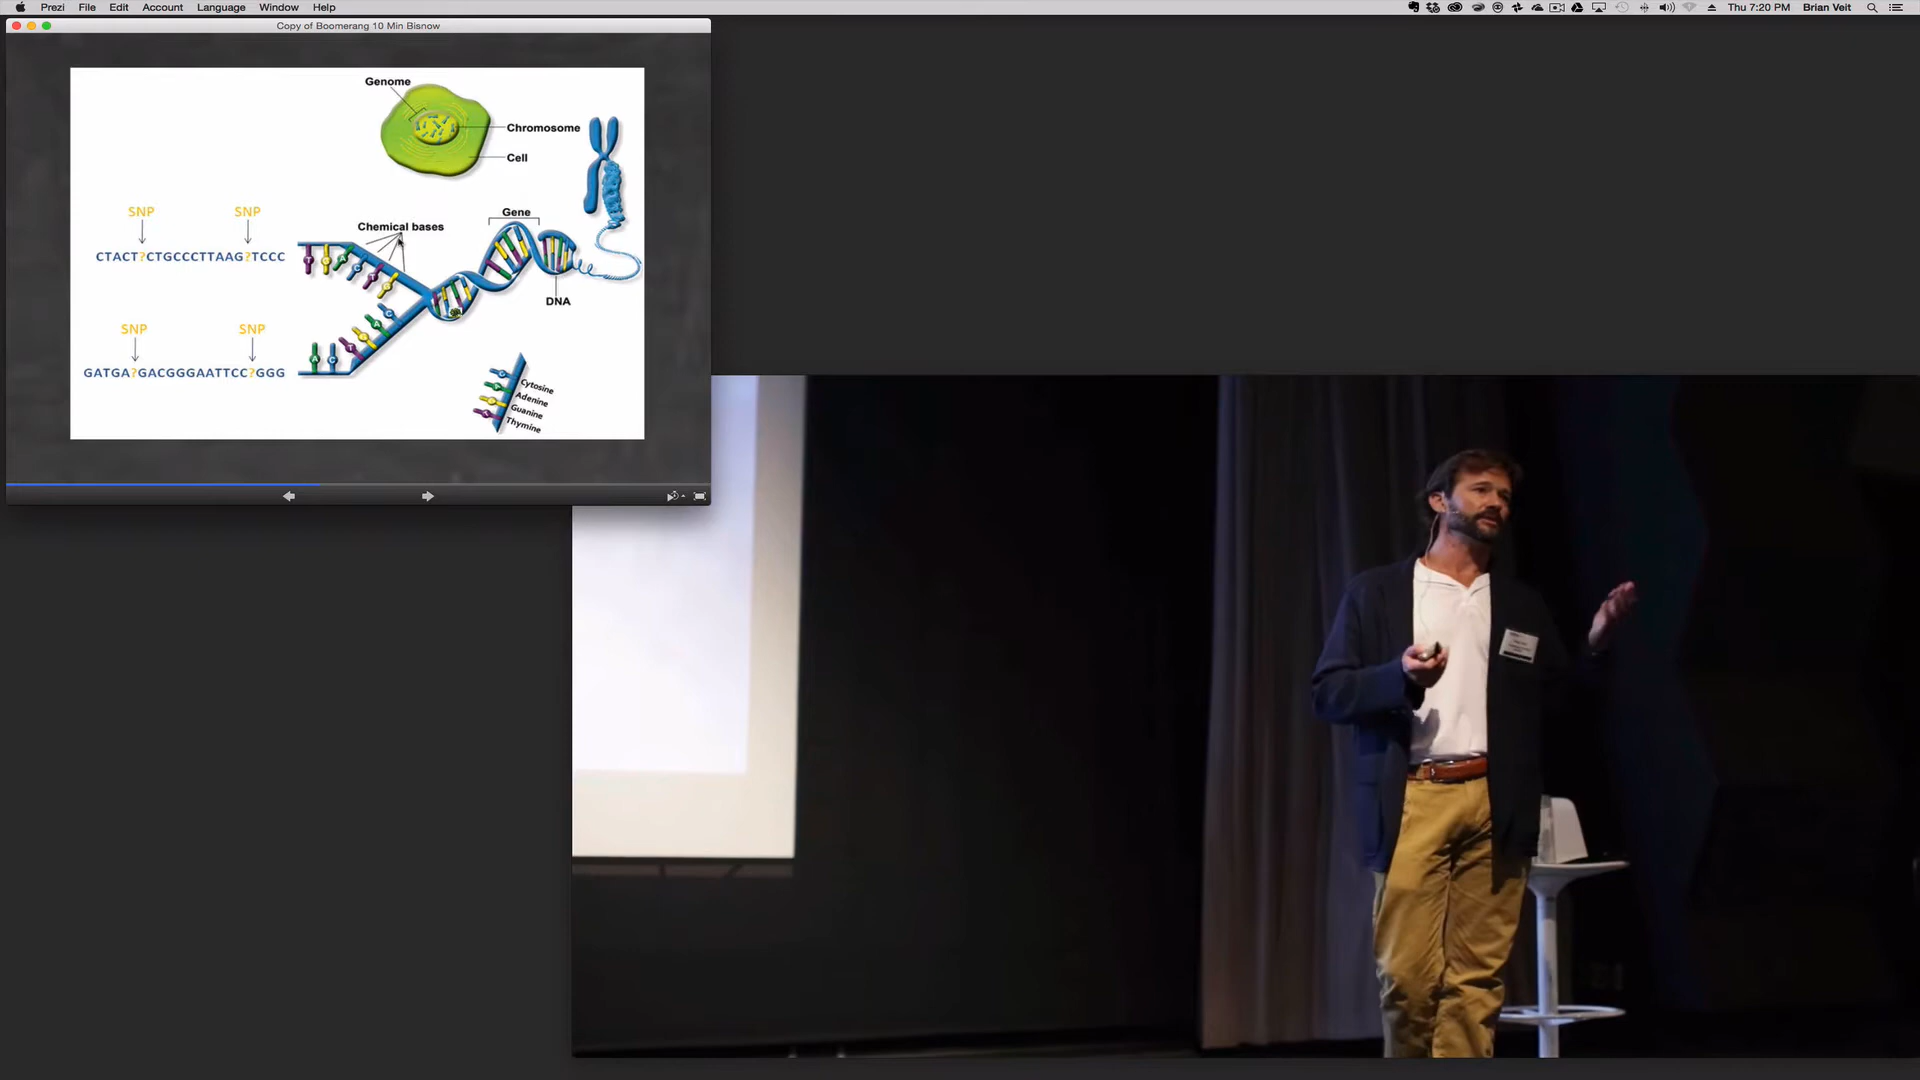 Prezi File Edit Account Language Window Help
Thu 7:20 PM Brian Veit
Copy of Boomerang 10 Min Bisnow
Genome
Chromosome
Cell
SNP SNP
Chemical bases
Gene
CTACT?CTGCCCTTAAG?TCCC
T G A C T G
DNA
SNP SNP
GATGA?GACGGGAATTCC?GGG
A C T G A C
Cytosine
Adenine
Guanine
Thymine